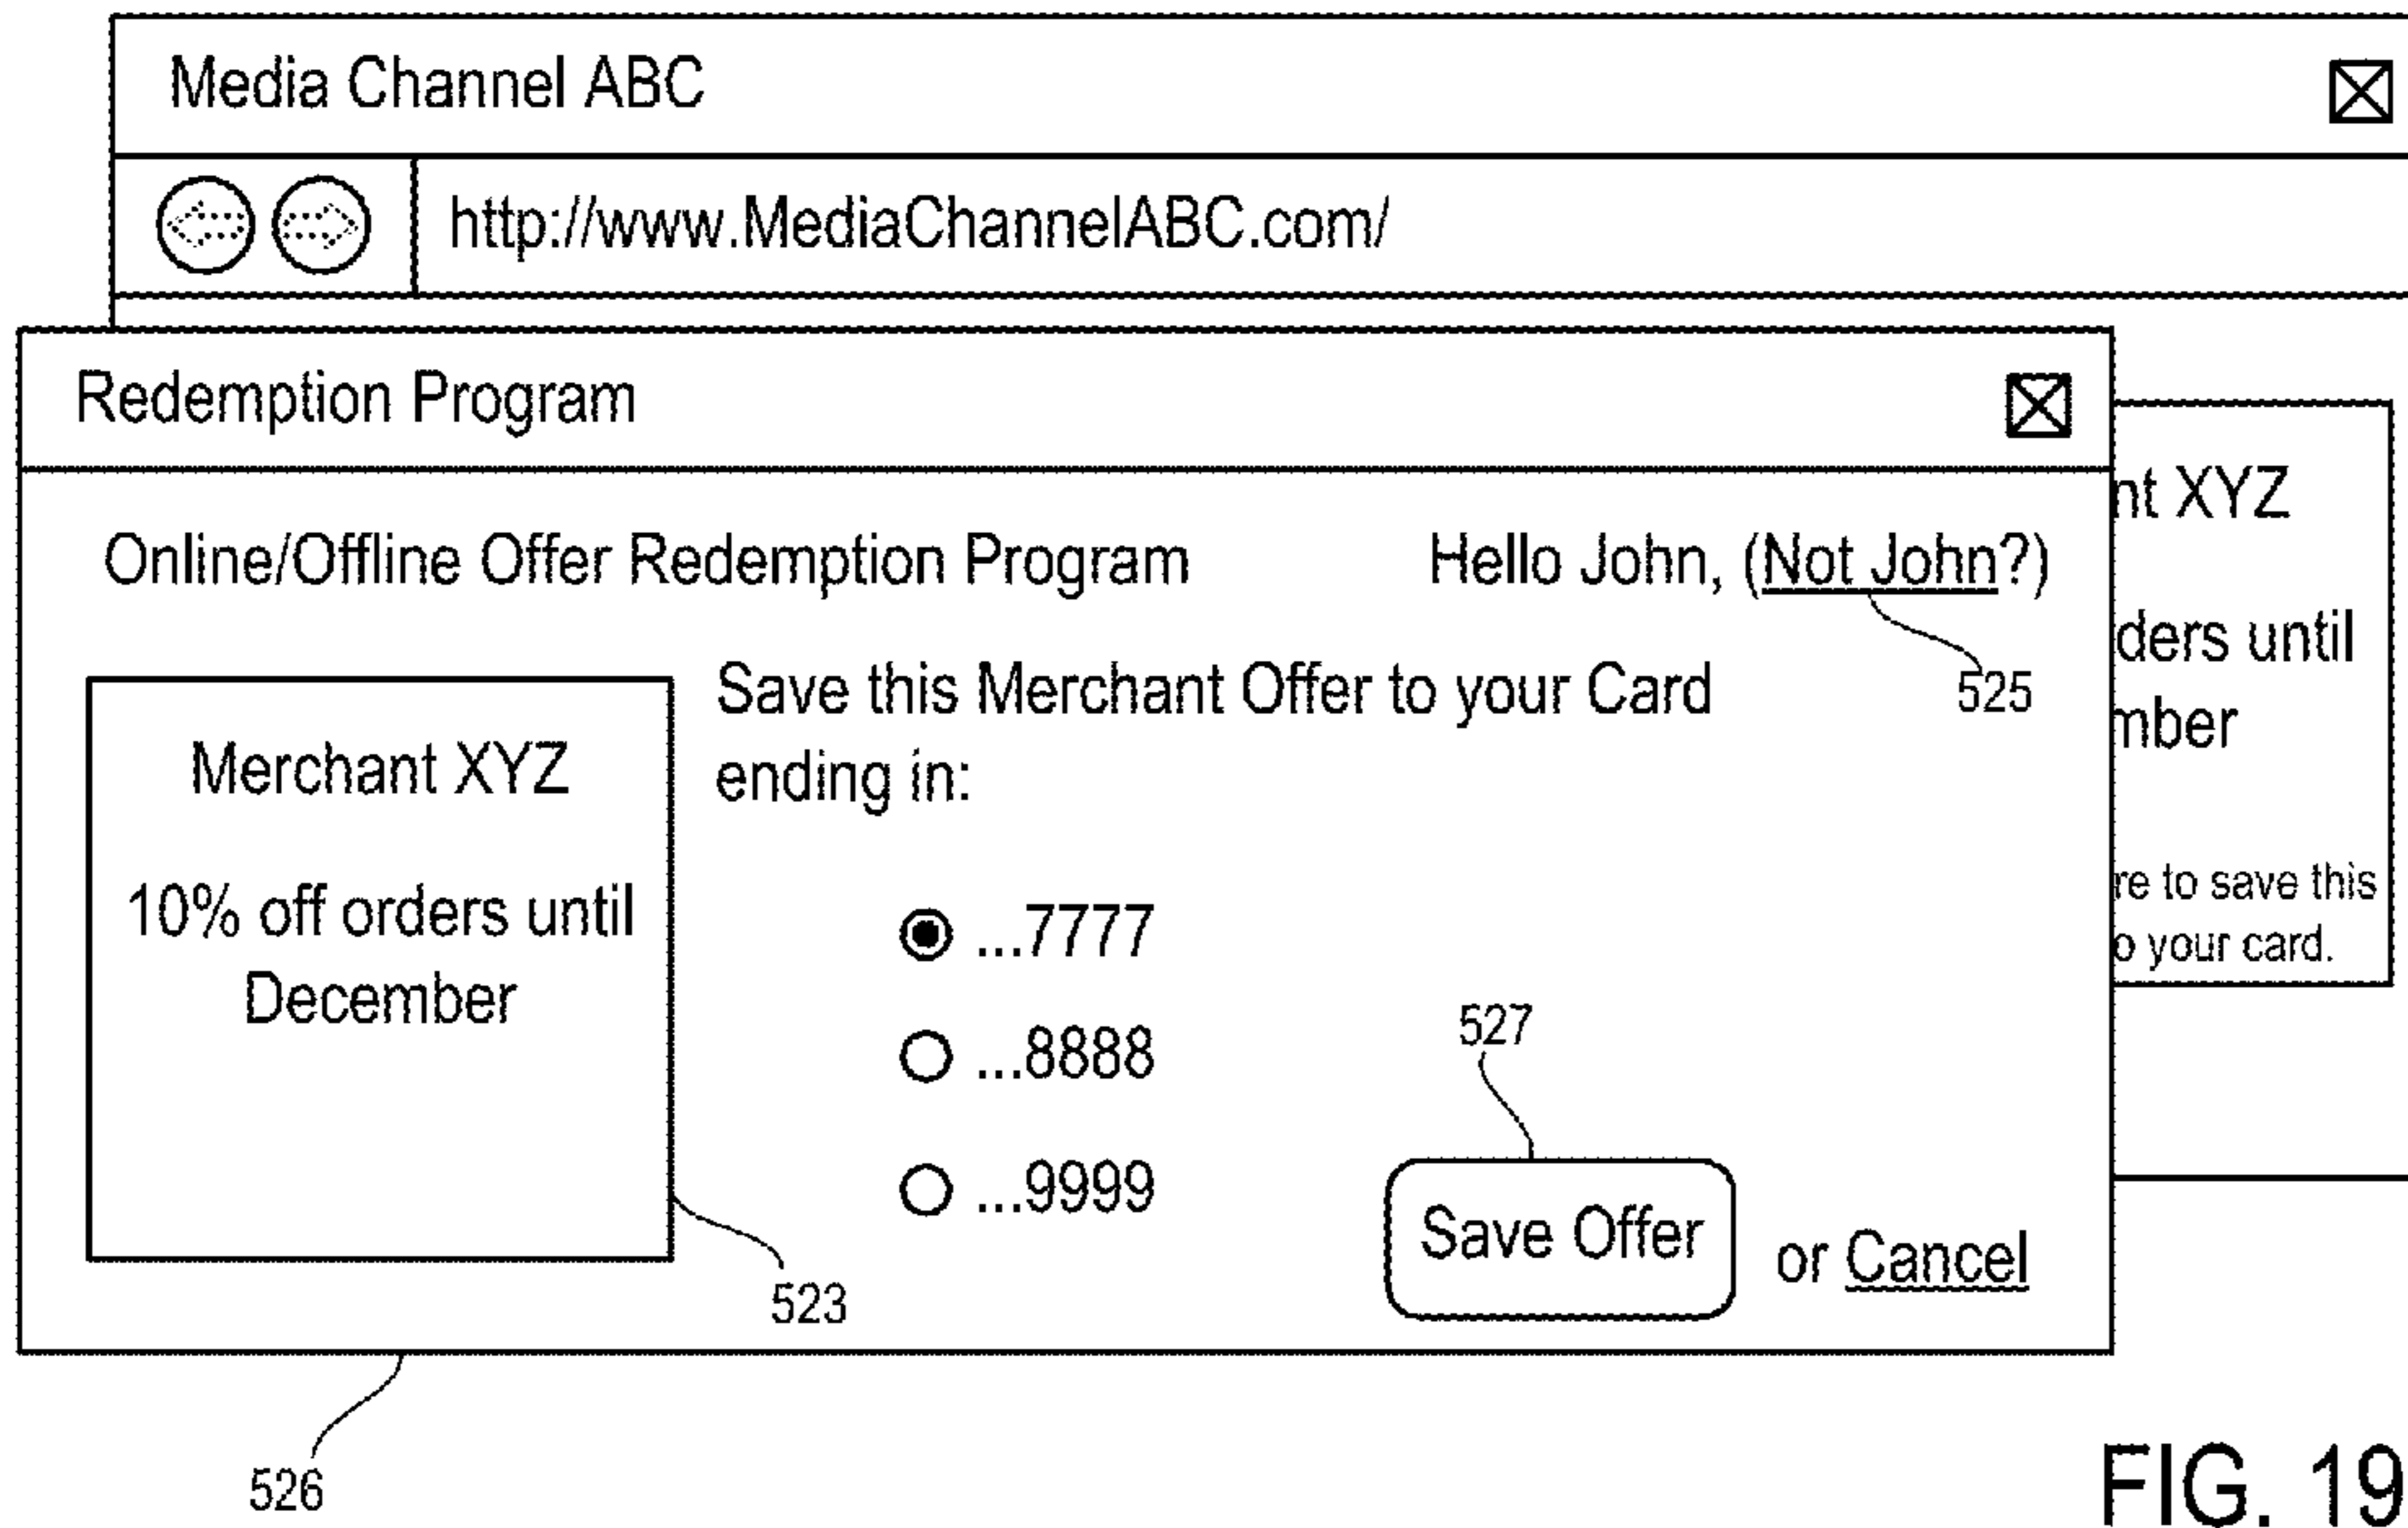 Media Channel ABC
http://www.MediaChannelABC.com/
Redemption Program
Online/Offline Offer Redemption Program
Hello John, (Not John?)
525
Merchant XYZ
10% off orders until
December
523
Save this Merchant Offer to your Card
ending in:
...7777
...8888
...9999
527
Save Offer
or Cancel
nt XYZ
ders until
mber
re to save this
o your card.
526
FIG. 19